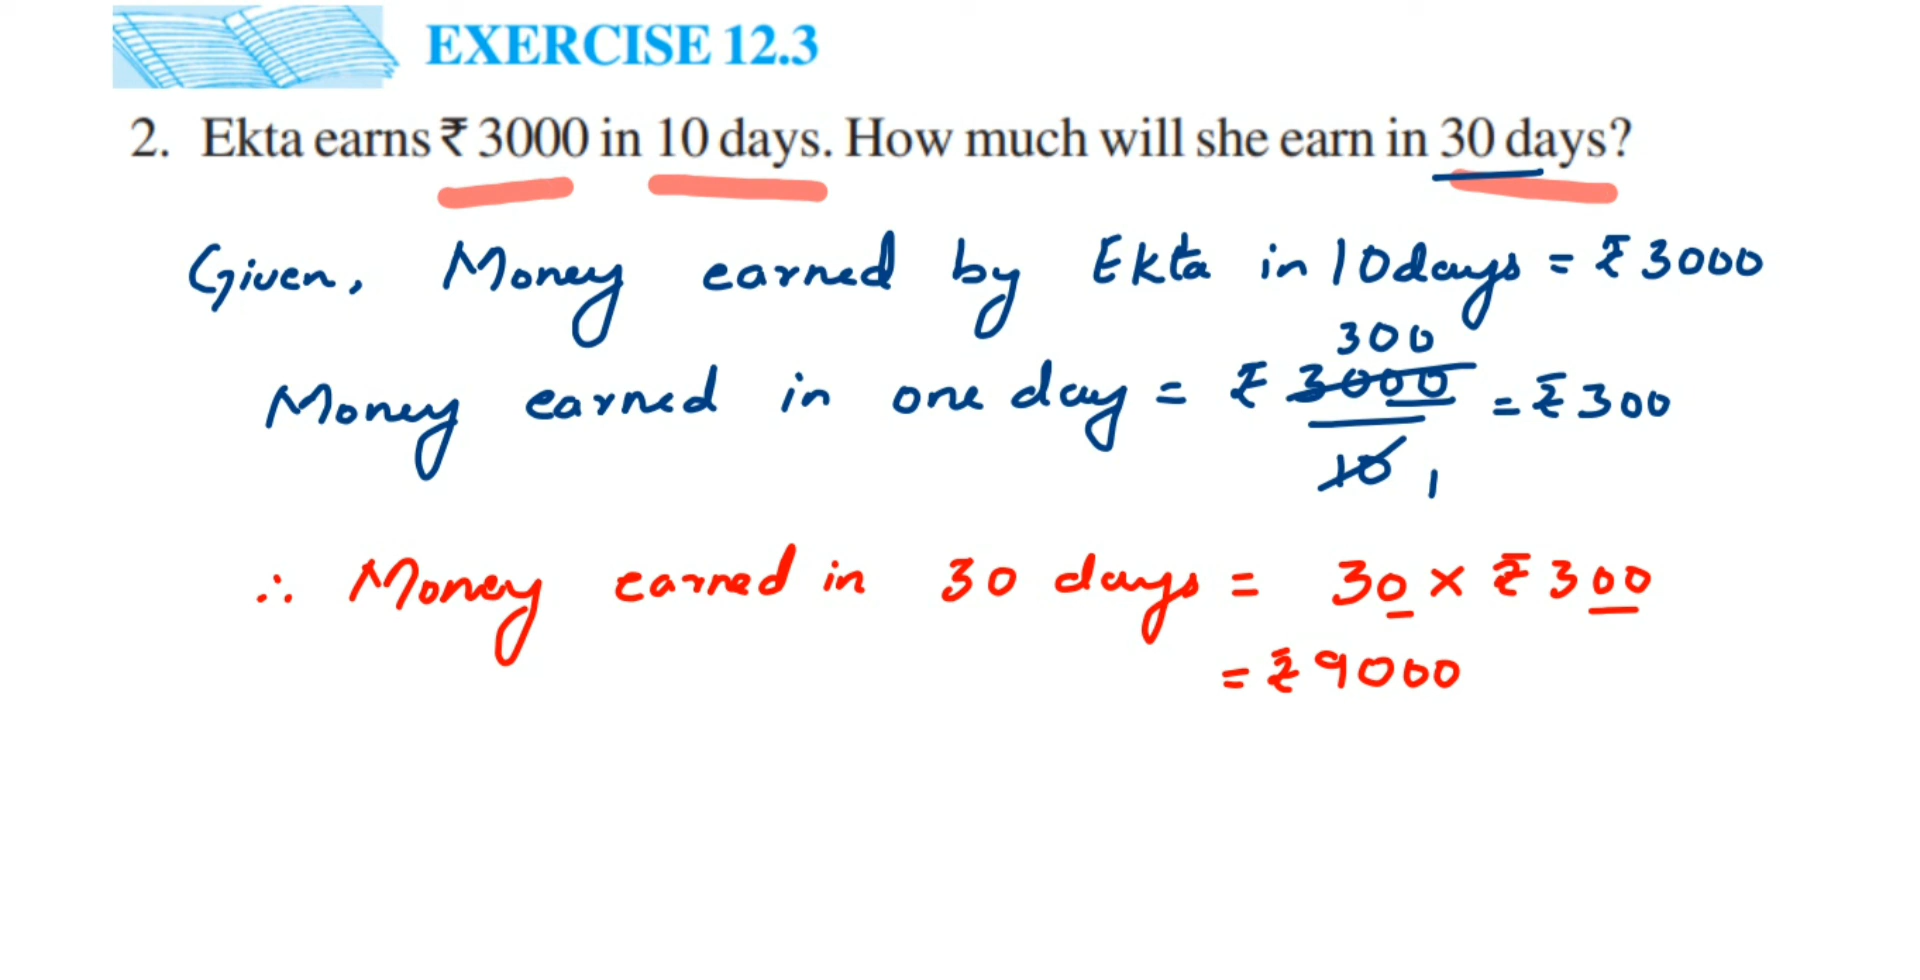 EXERCISE 12.3
2. Ekta earns ₹ 3000 in 10 days. How much will she earn in 30 days?
Given, Money earned by Ekta in 10 days = ₹ 3000
300
Money earned in one day = ₹ 3000 = ₹ 300
10 1
∴ Money earned in 30 days = 30 × ₹ 300
= ₹ 9000